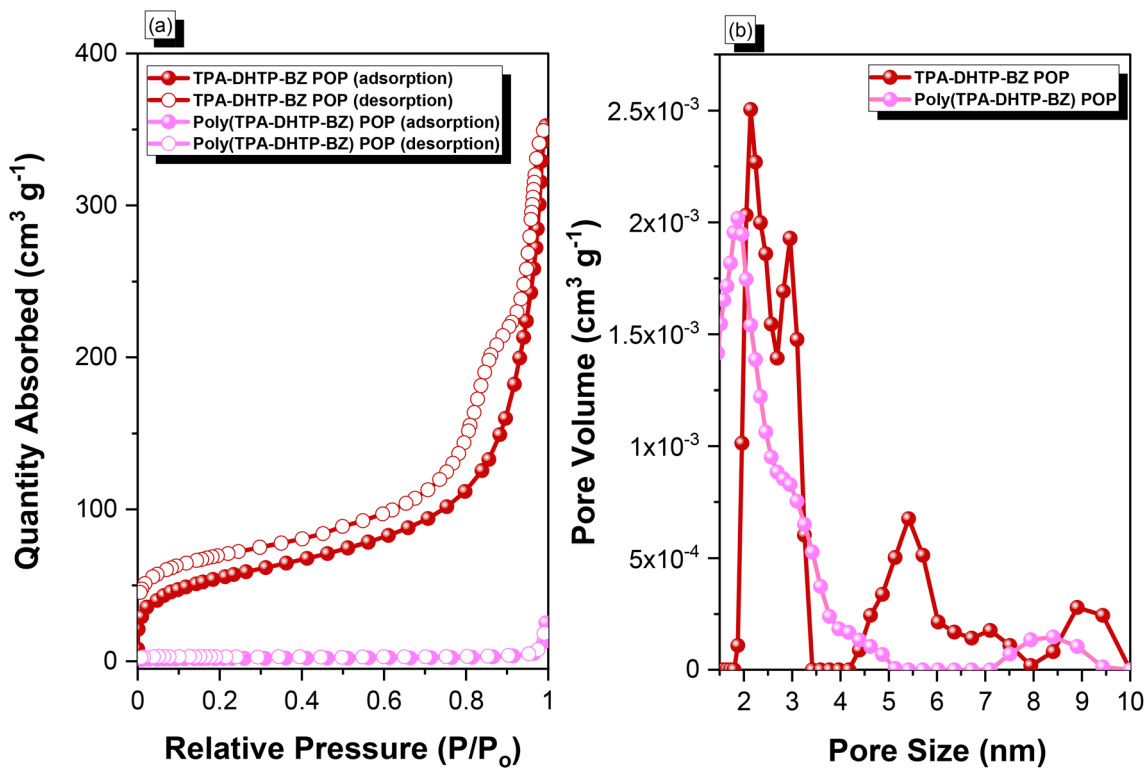 (a)
400
300
200
100
0
Quantity Absorbed (cm³ g⁻¹)
TPA-DHTP-BZ POP (adsorption)
TPA-DHTP-BZ POP (desorption)
Poly(TPA-DHTP-BZ) POP (adsorption)
Poly(TPA-DHTP-BZ) POP (desorption)
0 0.2 0.4 0.6 0.8 1
Relative Pressure (P/Pₒ)
(b)
TPA-DHTP-BZ POP
Poly(TPA-DHTP-BZ) POP
2.5x10⁻³
2x10⁻³
1.5x10⁻³
1x10⁻³
5x10⁻⁴
0
Pore Volume (cm³ g⁻¹)
2 3 4 5 6 7 8 9 10
Pore Size (nm)